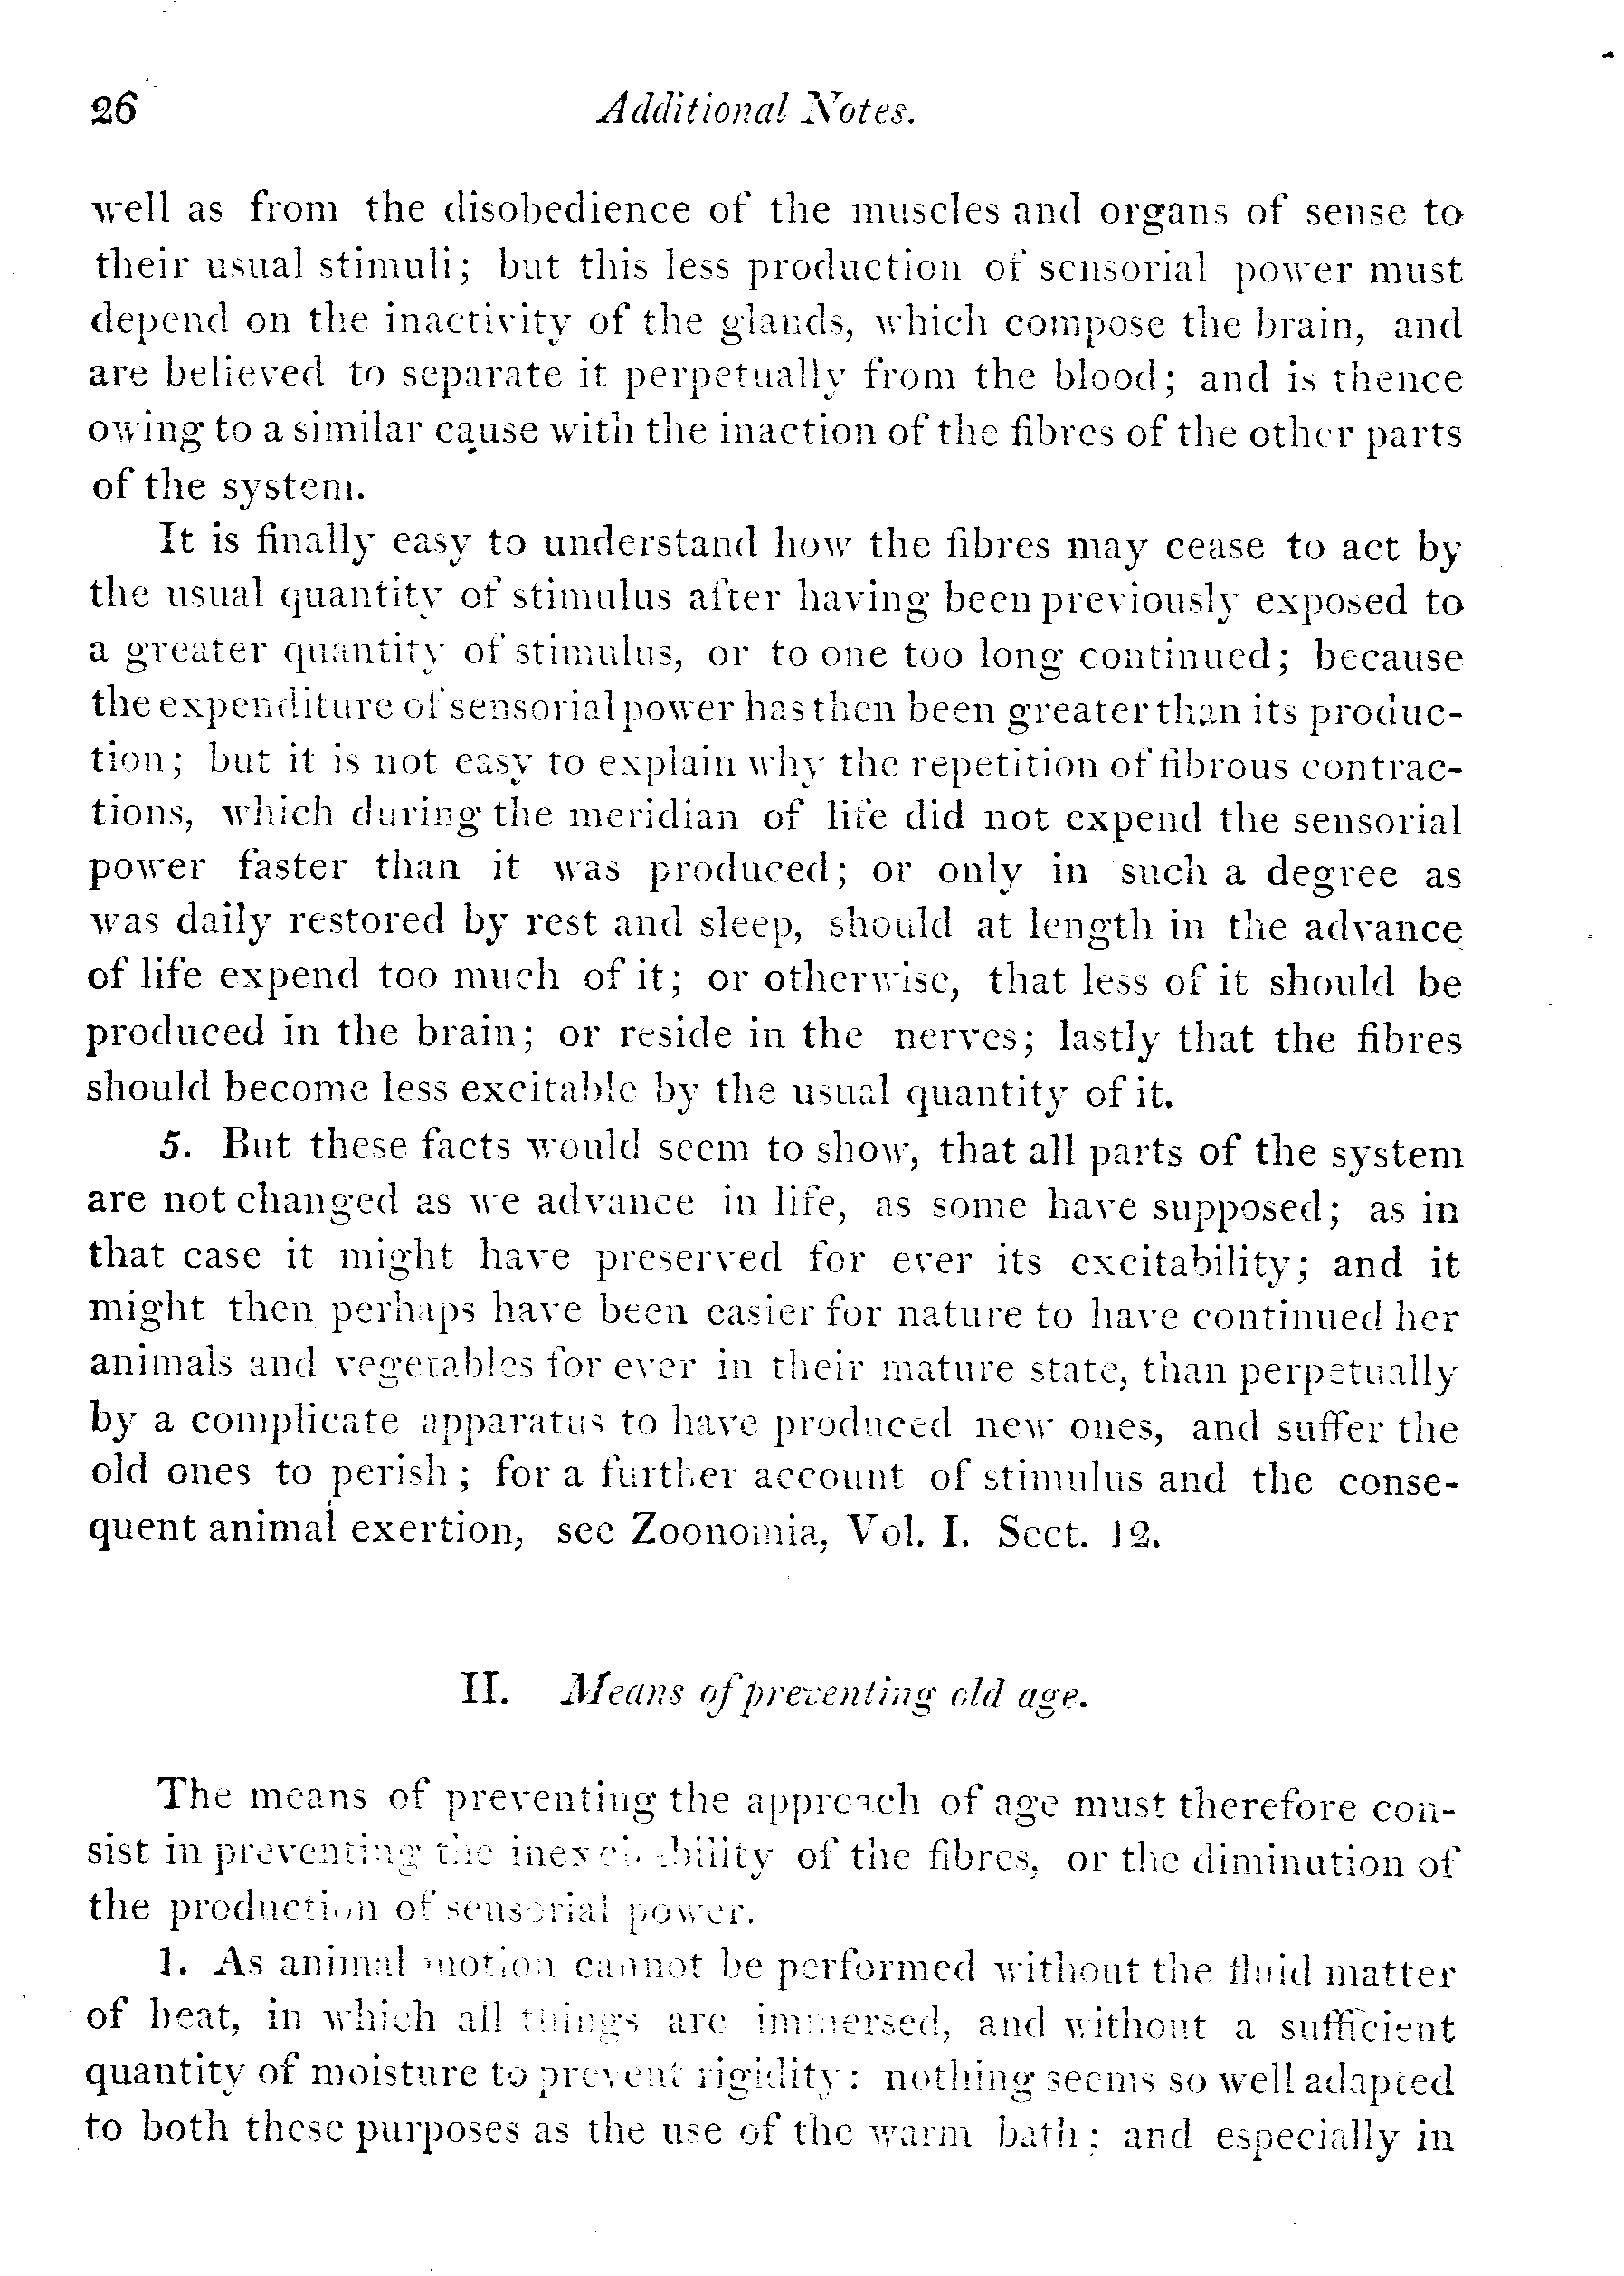 26
Additional Notes.
well as from the disobedience of the muscles and organs of sense to
their usual stimuli; but this less production of sensorial power must
depend on the inactivity of the glands, which compose the brain, and
are believed to separate it perpetually from the blood; and is thence
owing to a similar cause with the inaction of the fibres of the other parts
of the system.
It is finally easy to understand how the fibres may cease to act by
the usual quantity of stimulus after having been previously exposed to
a greater quantity of stimulus, or to one too long continued; because
the expenditure of sensorial power has then been greater than its produc-
tion; but it is not easy to explain why the repetition of fibrous contrac-
tions, which during the meridian of life did not expend the sensorial
power faster than it was produced; or only in such a degree as
was daily restored by rest and sleep, should at length in the advance
of life expend too much of it; or otherwise, that less of it should be
produced in the brain; or reside in the nerves; lastly that the fibres
should become less excitable by the usual quantity of it.
5. But these facts would seem to show, that all parts of the system
are not changed as we advance in life, as some have supposed; as in
that case it might have preserved for ever its excitability; and it
might then perhaps have been easier for nature to have continued her
animals and vegetables for ever in their mature state, than perpetually
by a complicate apparatus to have produced new ones, and suffer the
old ones to perish; for a further account of stimulus and the conse-
quent animal exertion, see Zoonomia, Vol. I. Sect. 12.
II. Means of preventing old age.
The means of preventing the approach of age must therefore con-
sist in preventing the inexcitability of the fibres, or the diminution of
the production of sensorial power.
1. As animal motion cannot be performed without the fluid matter
of heat, in which all things are immersed, and without a sufficient
quantity of moisture to prevent rigidity: nothing seems so well adapted
to both these purposes as the use of the warm bath; and especially in